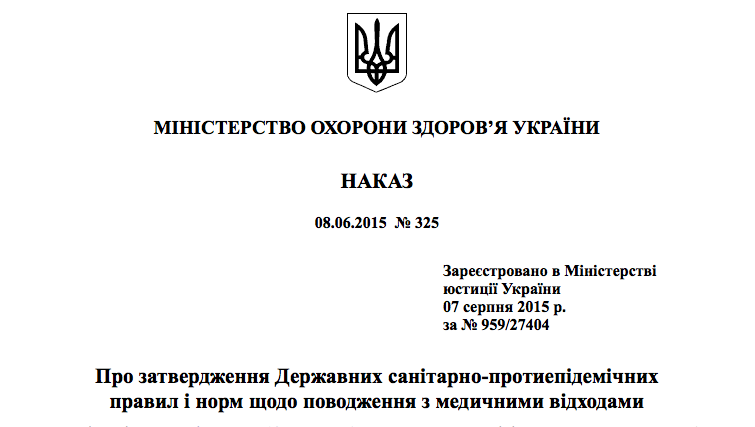 МІНІСТЕРСТВО ОХОРОНИ ЗДОРОВ’Я УКРАЇНИ
НАКАЗ
08.06.2015 № 325
Зареєстровано в Міністерстві
юстиції України
07 серпня 2015 р.
за № 959/27404
Про затвердження Державних санітарно-протиепідемічних
правил і норм щодо поводження з медичними відходами